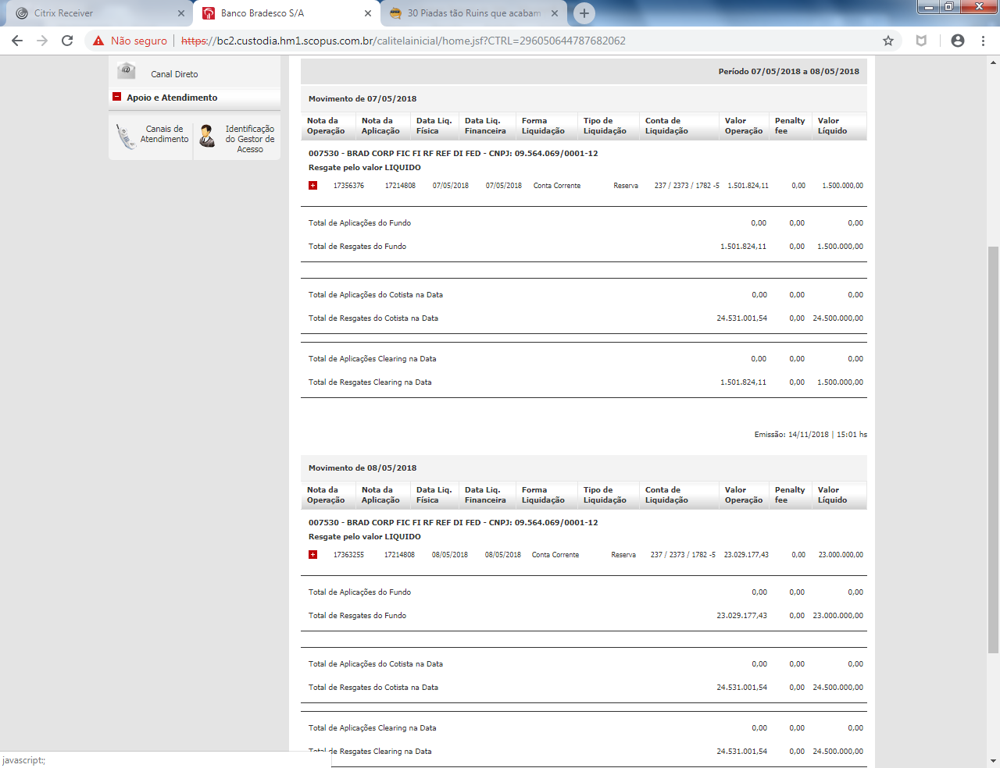 Citrix Receiver
Banco Bradesco S/A
30 Piadas tão Ruins que acabam
Não seguro
https://bc2.custodia.hm1.scopus.com.br/calitelainicial/home.jsf?CTRL=296050644787682062
Canal Direto
Apoio e Atendimento
Canais de Atendimento
Identificação do Gestor de Acesso
Período 07/05/2018 a 08/05/2018
Movimento de 07/05/2018
Nota da Operação Nota da Aplicação Data Liq. Física Data Liq. Financeira Forma Liquidação Tipo de Liquidação Conta de Liquidação Valor Operação Penalty fee Valor Líquido
007530 - BRAD CORP FIC FI RF REF DI FED - CNPJ: 09.564.069/0001-12
Resgate pelo valor LIQUIDO
17356376 17214808 07/05/2018 07/05/2018 Conta Corrente Reserva 237 / 2373 / 1782 -5 1.501.824,11 0,00 1.500.000,00
Total de Aplicações do Fundo 0,00 0,00 0,00
Total de Resgates do Fundo 1.501.824,11 0,00 1.500.000,00
Total de Aplicações do Cotista na Data 0,00 0,00 0,00
Total de Resgates do Cotista na Data 24.531.001,54 0,00 24.500.000,00
Total de Aplicações Clearing na Data 0,00 0,00 0,00
Total de Resgates Clearing na Data 1.501.824,11 0,00 1.500.000,00
Emissão: 14/11/2018 | 15:01 hs
Movimento de 08/05/2018
Nota da Operação Nota da Aplicação Data Liq. Física Data Liq. Financeira Forma Liquidação Tipo de Liquidação Conta de Liquidação Valor Operação Penalty fee Valor Líquido
007530 - BRAD CORP FIC FI RF REF DI FED - CNPJ: 09.564.069/0001-12
Resgate pelo valor LIQUIDO
17363255 17214808 08/05/2018 08/05/2018 Conta Corrente Reserva 237 / 2373 / 1782 -5 23.029.177,43 0,00 23.000.000,00
Total de Aplicações do Fundo 0,00 0,00 0,00
Total de Resgates do Fundo 23.029.177,43 0,00 23.000.000,00
Total de Aplicações do Cotista na Data 0,00 0,00 0,00
Total de Resgates do Cotista na Data 24.531.001,54 0,00 24.500.000,00
Total de Aplicações Clearing na Data 0,00 0,00 0,00
Total de Resgates Clearing na Data 24.531.001,54 0,00 24.500.000,00
javascript:;